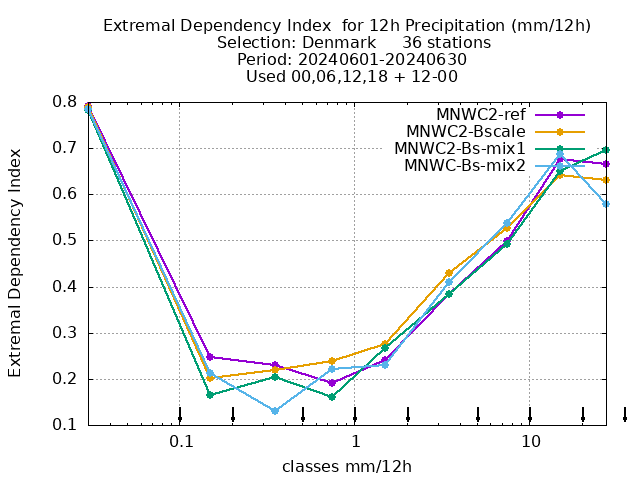 Extremal Dependency Index  for 12h Precipitation (mm/12h)
Selection: Denmark     36 stations
Period: 20240601-20240630
Used 00,06,12,18 + 12-00
MNWC2-ref
MNWC2-Bscale
MNWC2-Bs-mix1
MNWC-Bs-mix2
Extremal Dependency Index
0.8
0.7
0.6
0.5
0.4
0.3
0.2
0.1
0.1 1 10
classes mm/12h